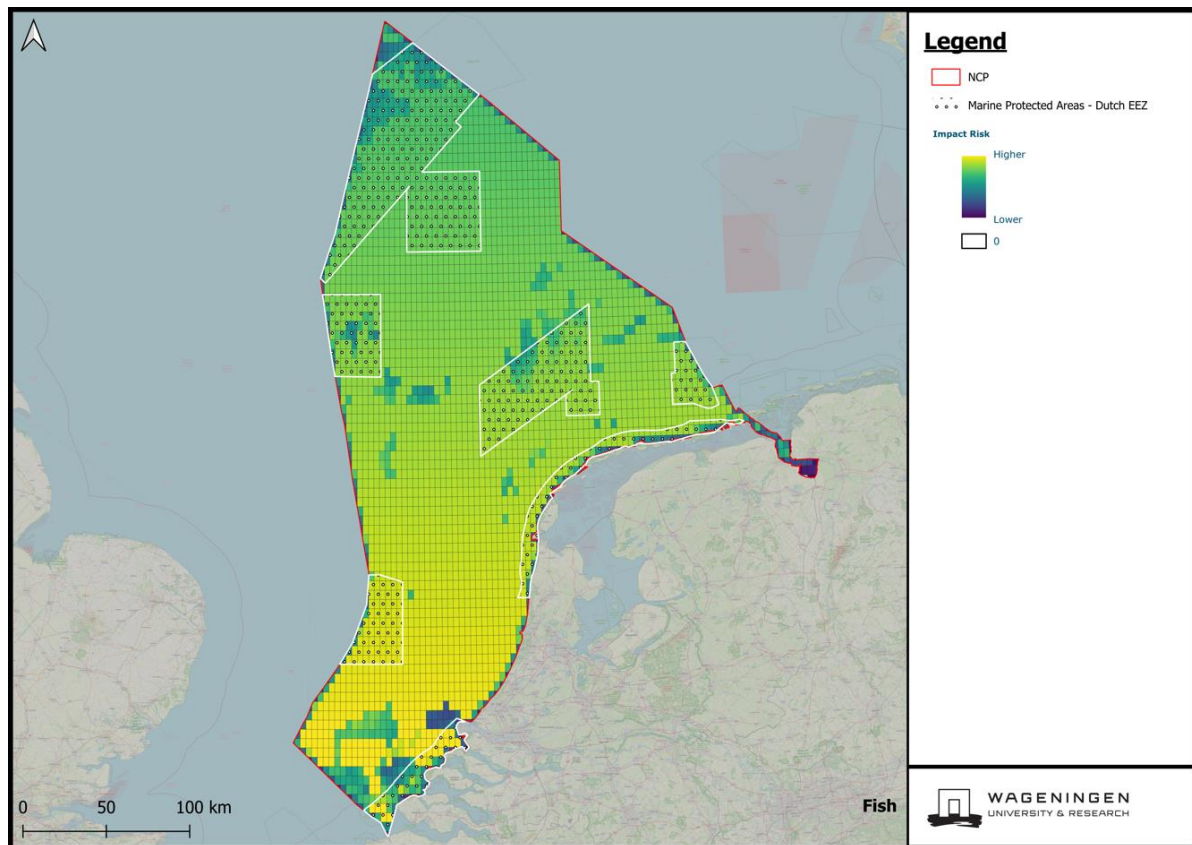 Legend
NCP
Marine Protected Areas - Dutch EEZ
Impact Risk
Higher
Lower
0
0 50 100 km
Fish
WAGENINGEN
UNIVERSITY & RESEARCH